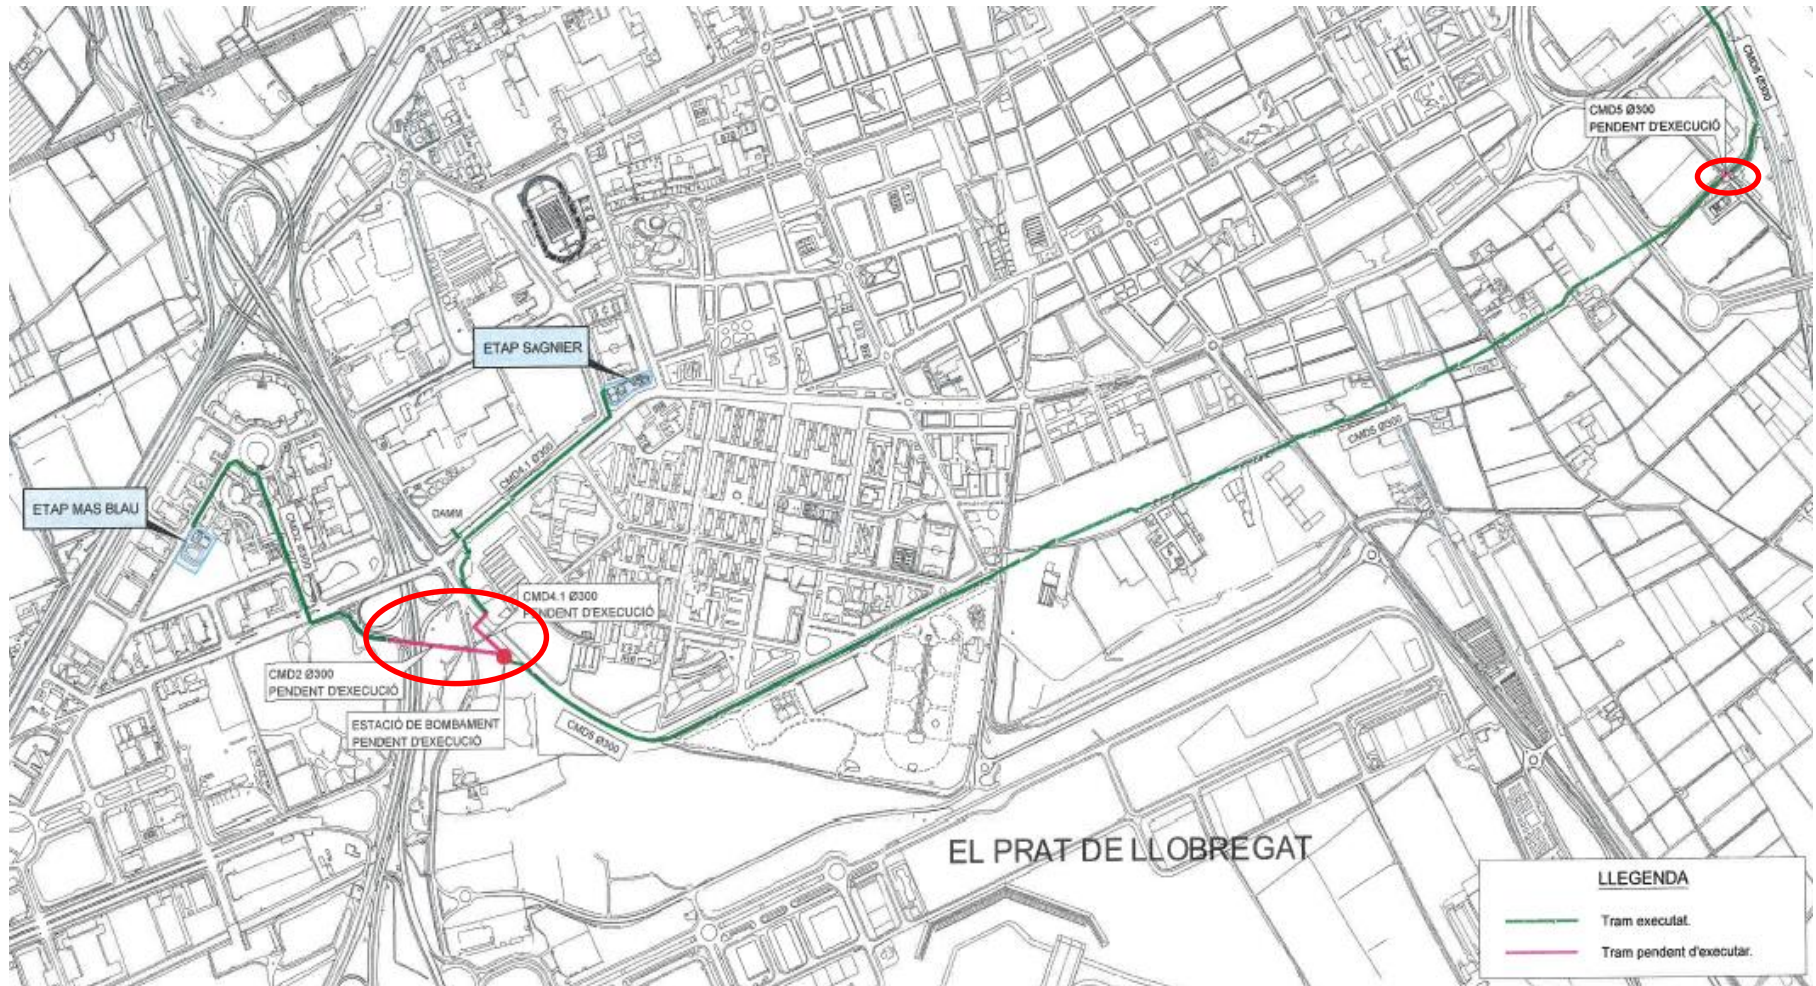 CMD5 Ø300
CMD5 Ø300
PENDENT D'EXECUCIÓ
ETAP SAGNIER
CMD5 Ø300
CMD4.1 Ø300
ETAP MAS BLAU
DAMM
CMD2 Ø300
CMD4.1 Ø300
PENDENT D'EXECUCIÓ
CMD2 Ø300
PENDENT D'EXECUCIÓ
ESTACIÓ DE BOMBAMENT
PENDENT D'EXECUCIÓ
CMD5 Ø300
EL PRAT DE LLOBREGAT
LLEGENDA
Tram executat.
Tram pendent d'executar.